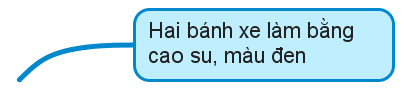 Hai bánh xe làm bằng
cao su, màu đen